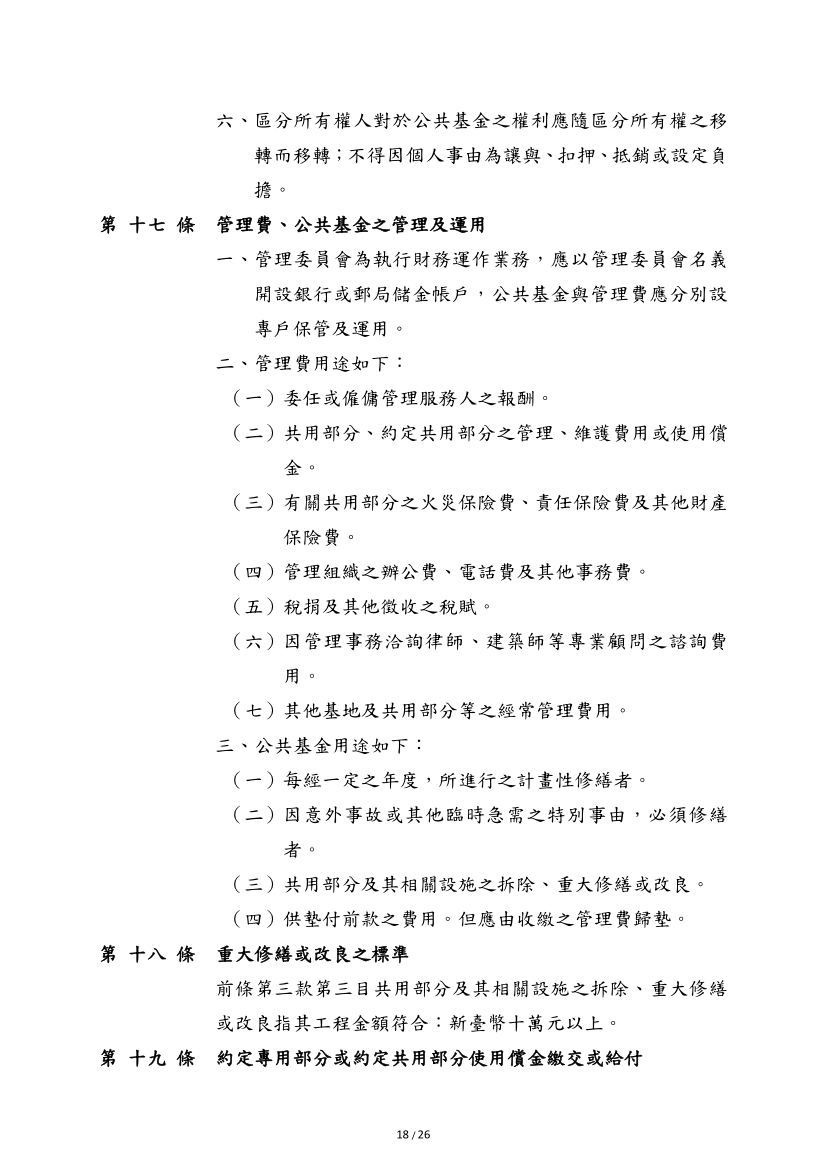 六、區分所有權人對於公共基金之權利應隨區分所有權之移
轉而移轉；不得因個人事由為讓與、扣押、抵銷或設定負
擔。
第 十七 條 管理費、公共基金之管理及運用
一、管理委員會為執行財務運作業務，應以管理委員會名義
開設銀行或郵局儲金帳戶，公共基金與管理費應分別設
專戶保管及運用。
二、管理費用途如下：
（一）委任或僱傭管理服務人之報酬。
（二）共用部分、約定共用部分之管理、維護費用或使用償
金。
（三）有關共用部分之火災保險費、責任保險費及其他財產
保險費。
（四）管理組織之辦公費、電話費及其他事務費。
（五）稅捐及其他徵收之稅賦。
（六）因管理事務洽詢律師、建築師等專業顧問之諮詢費
用。
（七）其他基地及共用部分等之經常管理費用。
三、公共基金用途如下：
（一）每經一定之年度，所進行之計畫性修繕者。
（二）因意外事故或其他臨時急需之特別事由，必須修繕
者。
（三）共用部分及其相關設施之拆除、重大修繕或改良。
（四）供墊付前款之費用。但應由收繳之管理費歸墊。
第 十八 條 重大修繕或改良之標準
前條第三款第三目共用部分及其相關設施之拆除、重大修繕
或改良指其工程金額符合：新臺幣十萬元以上。
第 十九 條 約定專用部分或約定共用部分使用償金繳交或給付
18 / 26